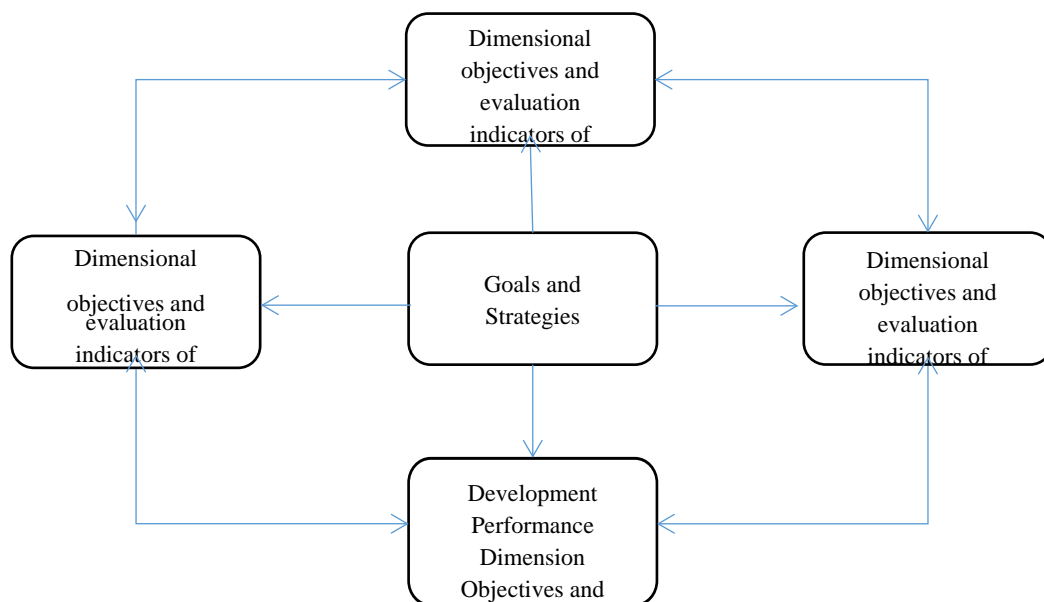 Dimensional
objectives and
evaluation
indicators of
Dimensional
objectives and
evaluation
indicators of
Goals and
Strategies
Dimensional
objectives and
evaluation
indicators of
Development
Performance
Dimension
Objectives and